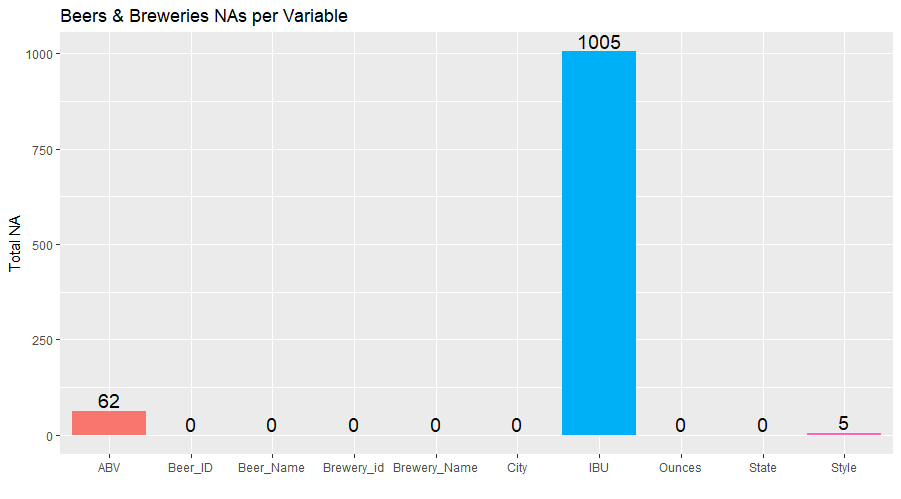 Beers & Breweries NAs per Variable
Total NA
1000
750
500
250
0
62
0
0
0
0
0
1005
0
0
5
ABV
Beer_ID
Beer_Name
Brewery_id
Brewery_Name
City
IBU
Ounces
State
Style